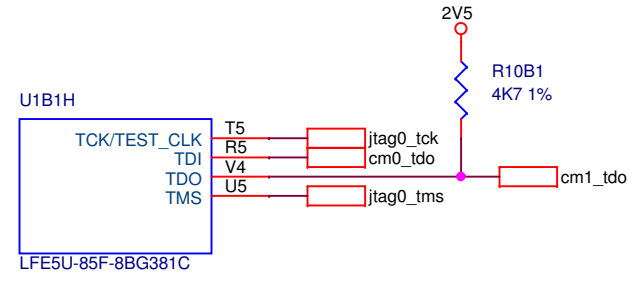 2V5
R10B1
4K7 1%
U1B1H
TCK/TEST_CLK T5 jtag0_tck
TDI R5 cm0_tdo
TDO V4 cm1_tdo
TMS U5 jtag0_tms
LFE5U-85F-8BG381C